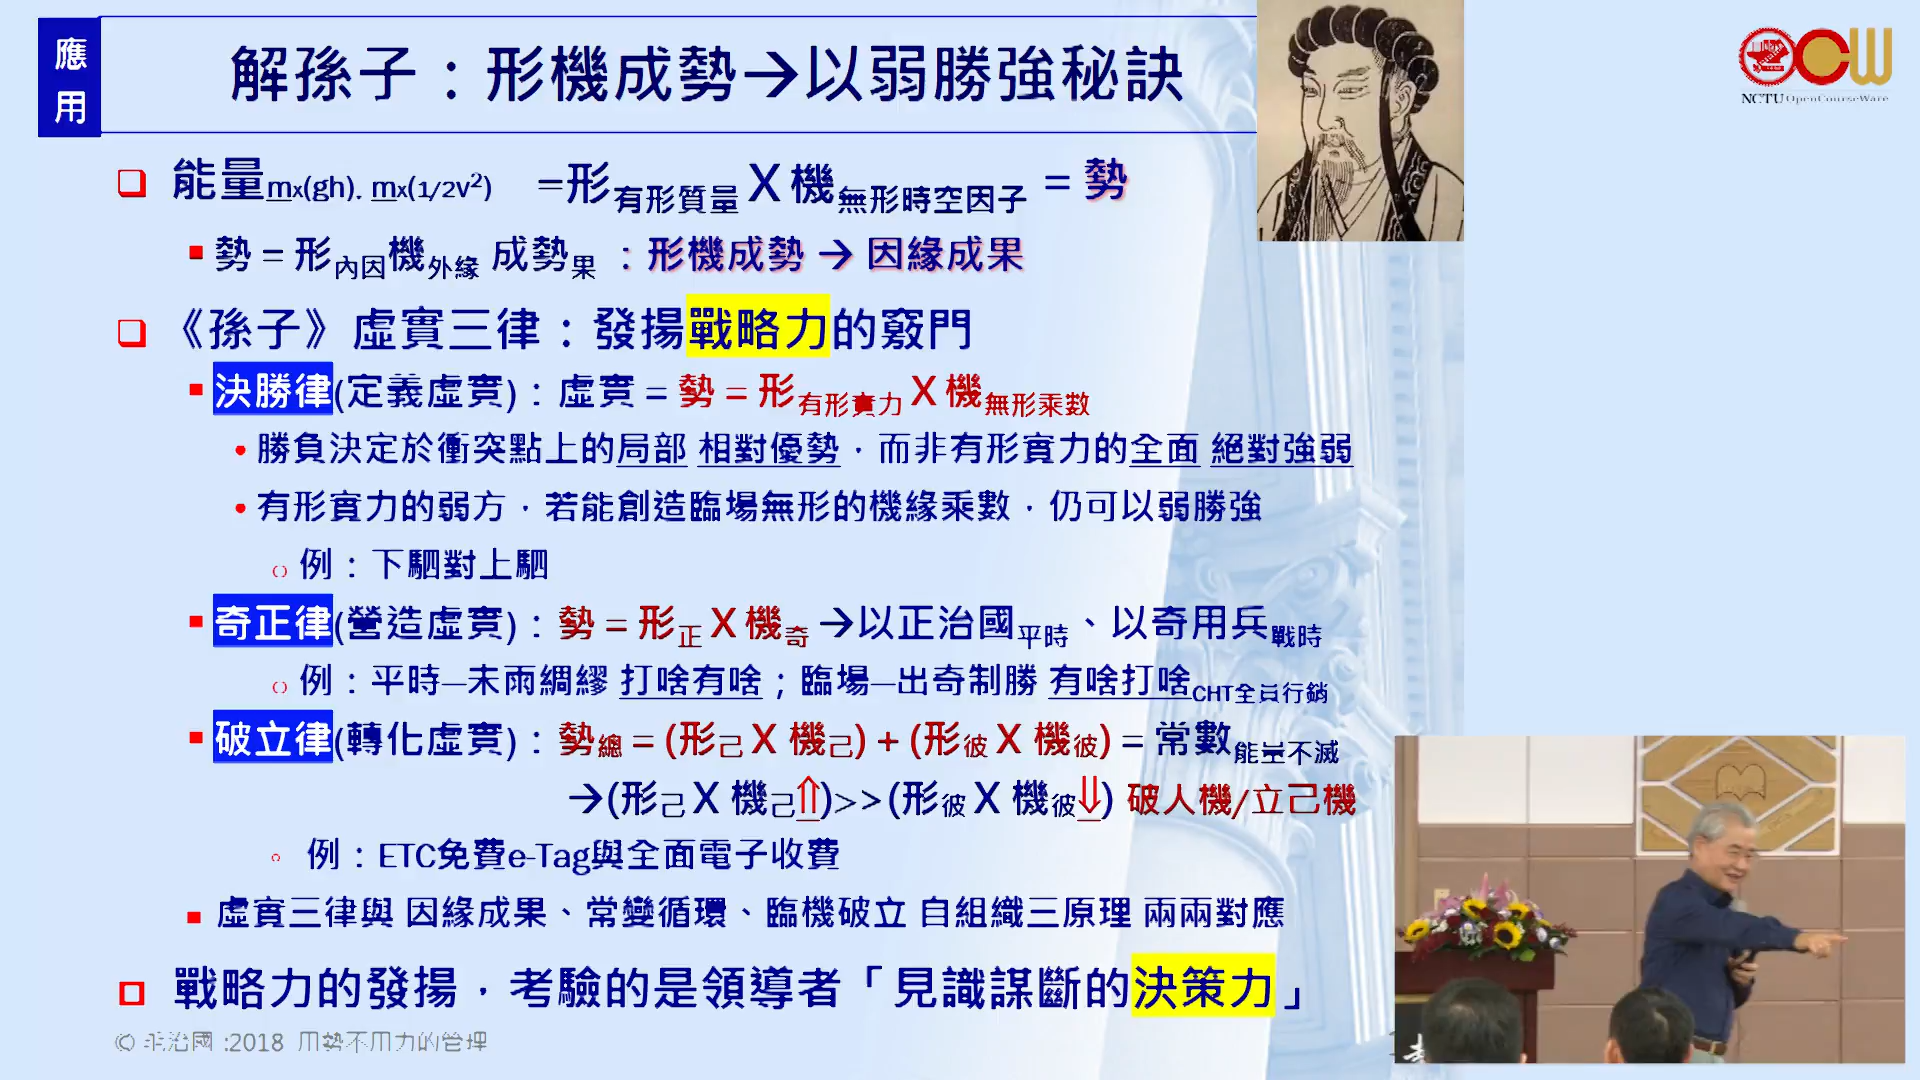 應用
解孫子：形機成勢→以弱勝強秘訣
NCTU OpenCourseWare
能量mx(gh). mx(1/2v²) =形有形質量 X 機無形時空因子 = 勢
勢 = 形內因機外緣 成勢果 ：形機成勢 → 因緣成果
《孫子》虛實三律：發揚戰略力的竅門
決勝律(定義虛實)：虛實 = 勢 = 形有形實力 X 機無形乘數
勝負決定於衝突點上的局部 相對優勢，而非有形實力的全面 絕對強弱
有形實力的弱方，若能創造臨場無形的機緣乘數，仍可以弱勝強
例：下駟對上駟
奇正律(營造虛實)：勢 = 形正 X 機奇 →以正治國平時、以奇用兵戰時
例：平時—未雨綢繆 打啥有啥；臨場—出奇制勝 有啥打啥CHT全員行銷
破立律(轉化虛實)：勢總 = (形己 X 機己) + (形彼 X 機彼) = 常數能量不滅
→(形己 X 機己⇑)>>(形彼 X 機彼⇓) 破人機/立己機
例：ETC免費e-Tag與全面電子收費
虛實三律與 因緣成果、常變循環、臨機破立 自組織三原理 兩兩對應
戰略力的發揚，考驗的是領導者「見識謀斷的決策力」
© 治國 :2018 用勢不用力的管理